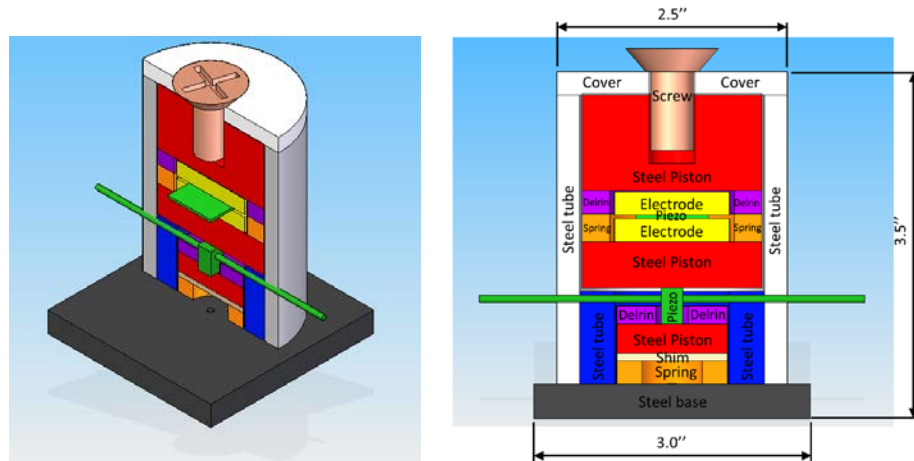 2.5’’
Cover Cover
Screw
Steel Piston
Delrin Electrode Delrin
Piezo
Spring Electrode Spring
Steel tube Steel tube
Steel Piston
3.5’’
Piezo
Delrin Delrin
Steel Piston
Steel tube Steel tube
Shim
Spring
Steel base
3.0’’